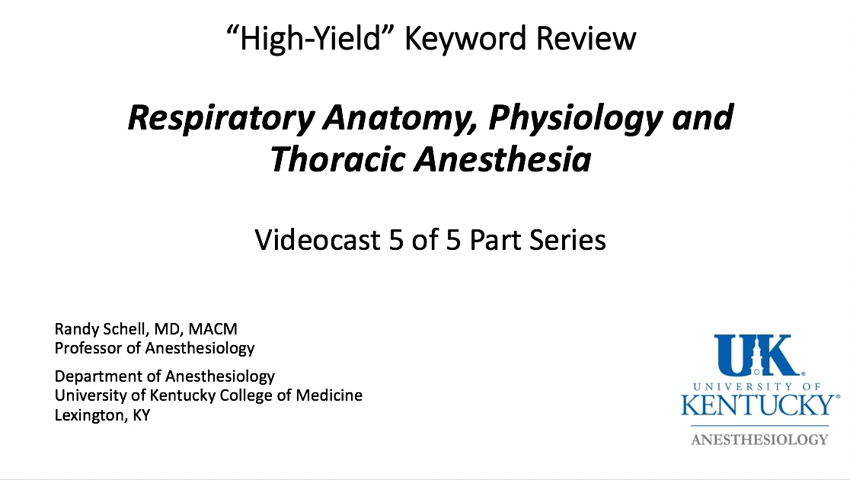 “High-Yield” Keyword Review
Respiratory Anatomy, Physiology and
Thoracic Anesthesia
Videocast 5 of 5 Part Series
Randy Schell, MD, MACM
Professor of Anesthesiology
Department of Anesthesiology
University of Kentucky College of Medicine
Lexington, KY
UK
UNIVERSITY OF
KENTUCKY®
ANESTHESIOLOGY